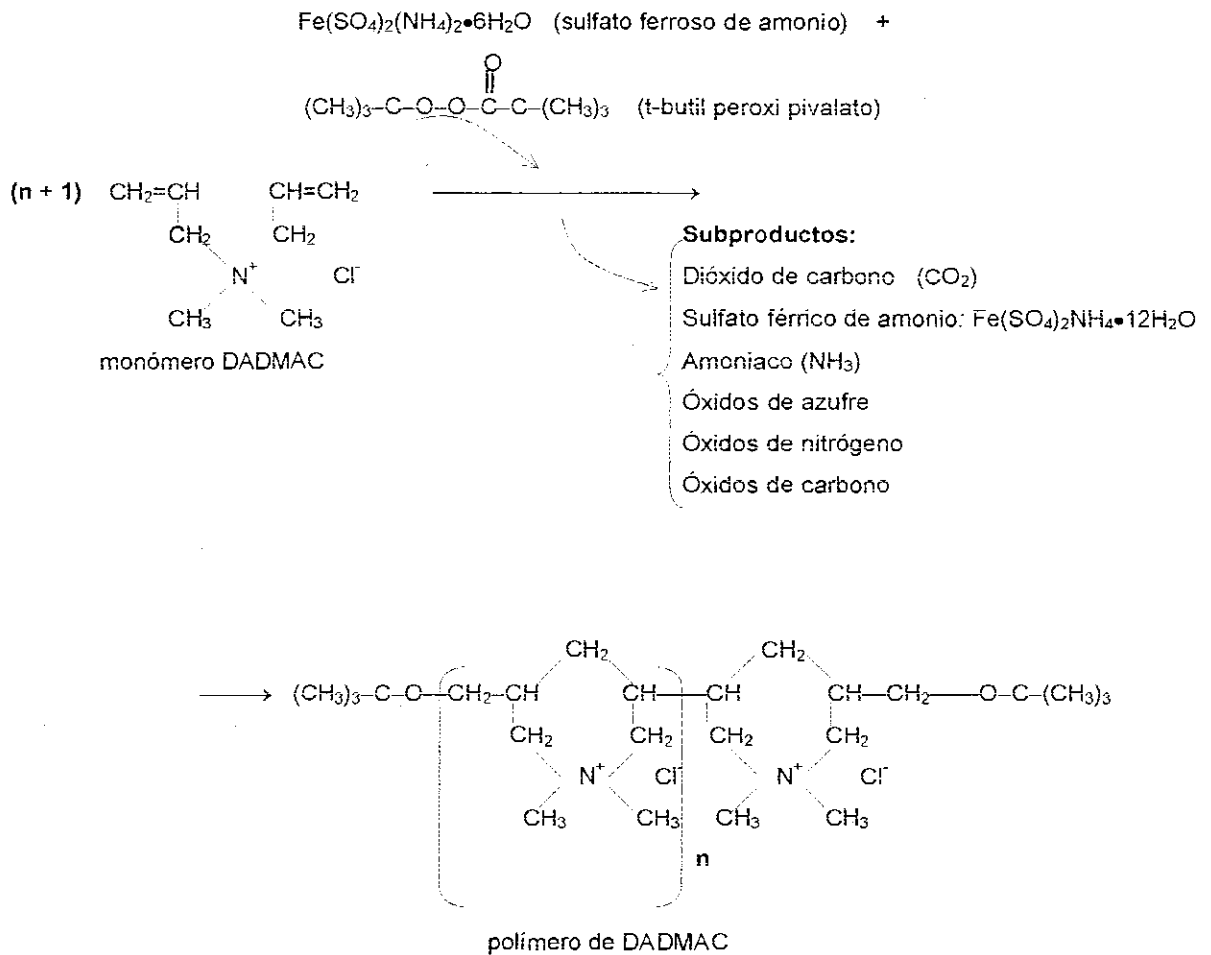 Fe(SO₄)₂(NH₄)₂•6H₂O (sulfato ferroso de amonio) +
O
(CH₃)₃–C–O–O–C–C–(CH₃)₃ (t-butil peroxi pivalato)
(n + 1) CH₂=CH CH=CH₂
CH₂ CH₂
N⁺ Cl⁻
CH₃ CH₃
monómero DADMAC
Subproductos:
Dióxido de carbono (CO₂)
Sulfato férrico de amonio: Fe(SO₄)₂NH₄•12H₂O
Amoniaco (NH₃)
Óxidos de azufre
Óxidos de nitrógeno
Óxidos de carbono
CH₂ CH₂
(CH₃)₃–C–O–CH₂–CH CH–CH CH–CH₂–O–C–(CH₃)₃
CH₂ CH₂ CH₂ CH₂
N⁺ Cl⁻ N⁺ Cl⁻
CH₃ CH₃ CH₃ CH₃
n
polímero de DADMAC